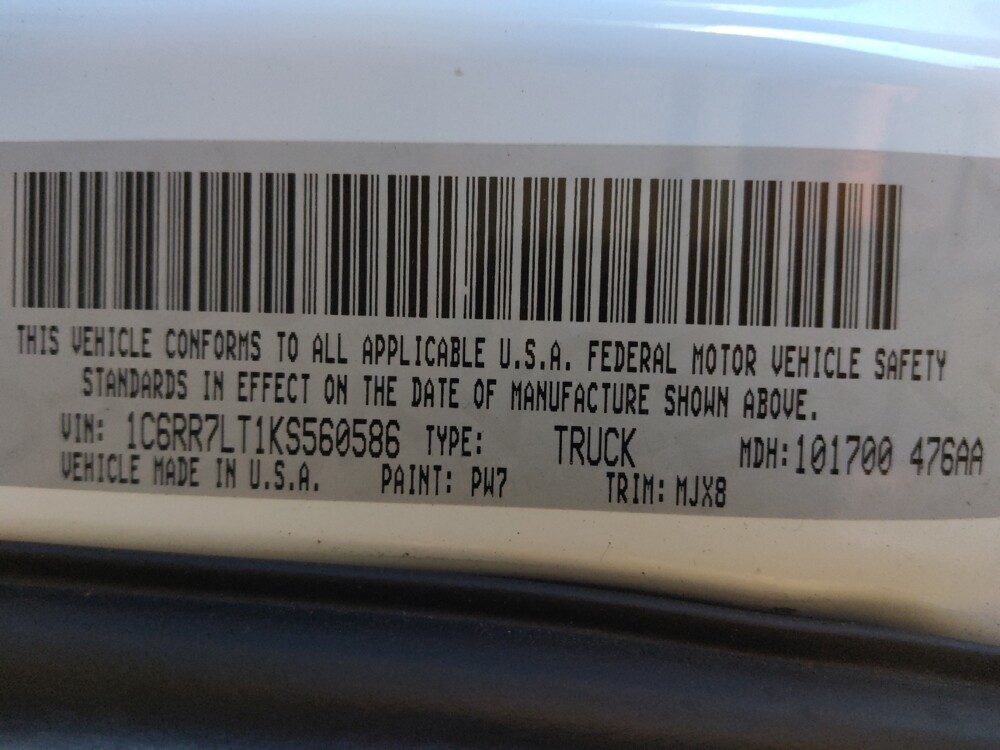 THIS VEHICLE CONFORMS TO ALL APPLICABLE U.S.A. FEDERAL MOTOR VEHICLE SAFETY
STANDARDS IN EFFECT ON THE DATE OF MANUFACTURE SHOWN ABOVE.
VIN: 1C6RR7LT1KS560586 TYPE: TRUCK MDH:101700 476AA
VEHICLE MADE IN U.S.A. PAINT: PW7 TRIM: MJX8